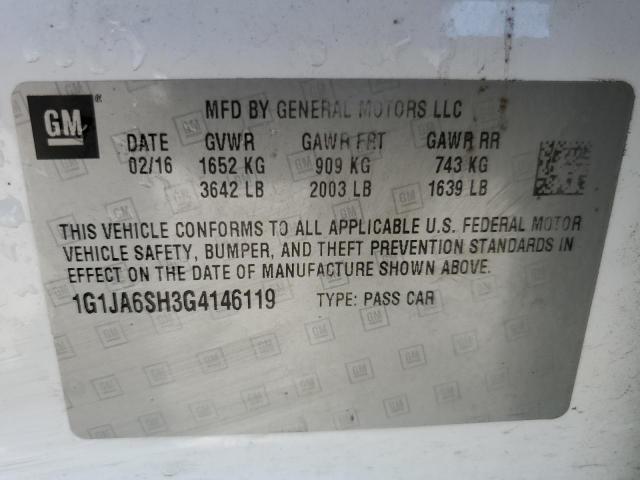 GM ® MFD BY GENERAL MOTORS LLC
DATE GVWR GAWR FRT GAWR RR
02/16 1652 KG 909 KG 743 KG
3642 LB 2003 LB 1639 LB
THIS VEHICLE CONFORMS TO ALL APPLICABLE U.S. FEDERAL MOTOR
VEHICLE SAFETY, BUMPER, AND THEFT PREVENTION STANDARDS IN
EFFECT ON THE DATE OF MANUFACTURE SHOWN ABOVE.
1G1JA6SH3G4146119 TYPE: PASS CAR